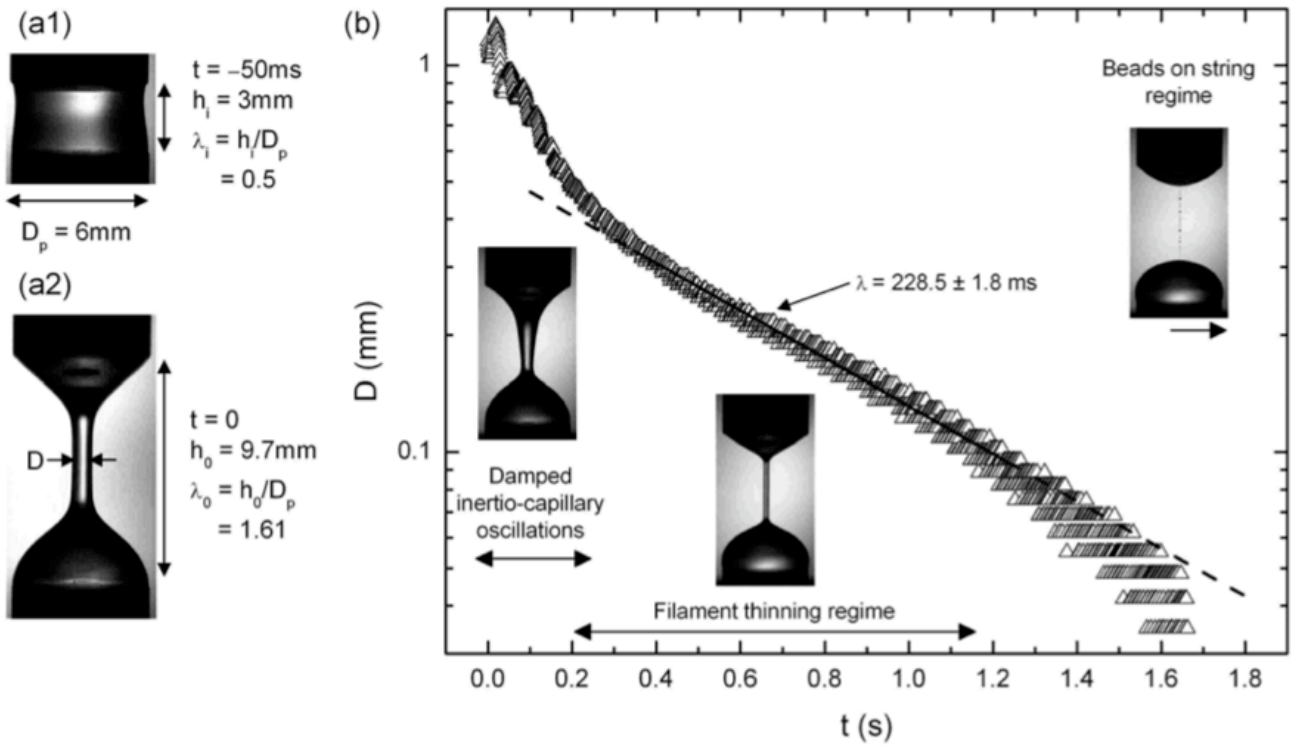 (a1)
t = −50ms
h_i = 3mm
λ_i = h_i/D_p
= 0.5
D_p = 6mm
(a2)
D
t = 0
h_0 = 9.7mm
λ_0 = h_0/D_p
= 1.61
(b)
1
0.1
D (mm)
Beads on string
regime
λ = 228.5 ± 1.8 ms
Damped
inertio-capillary
oscillations
Filament thinning regime
0.0 0.2 0.4 0.6 0.8 1.0 1.2 1.4 1.6 1.8
t (s)